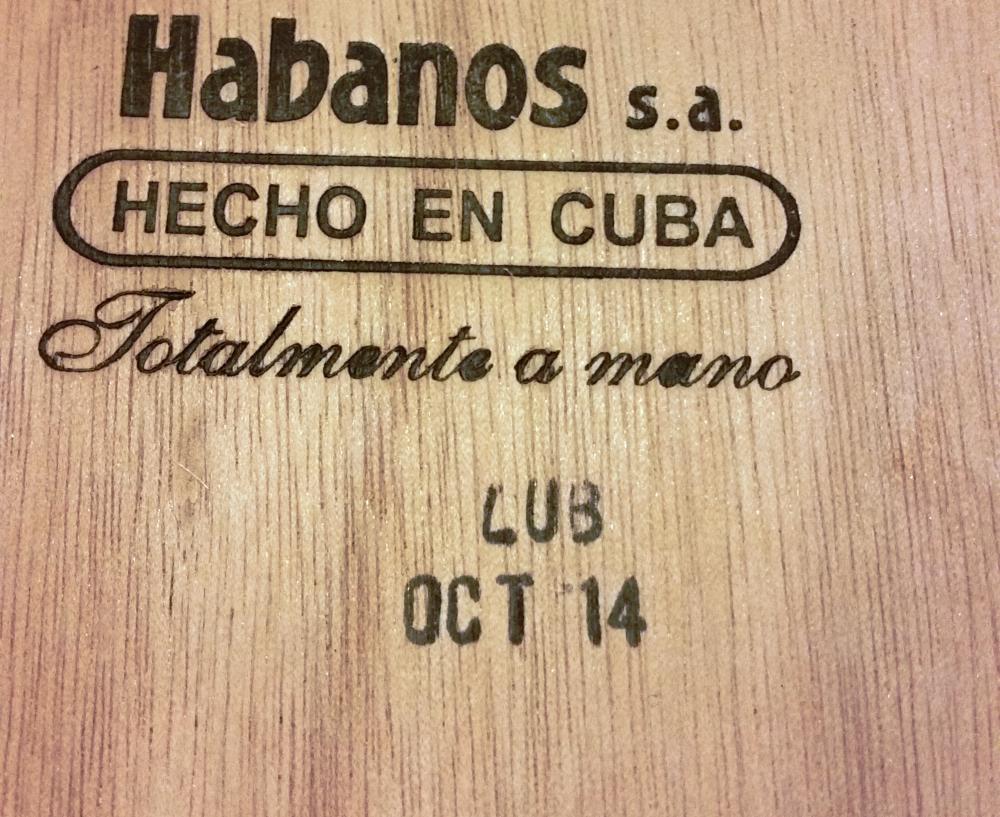 Habanos s.a.
HECHO EN CUBA
Totalmente a mano
LUB
OCT 14